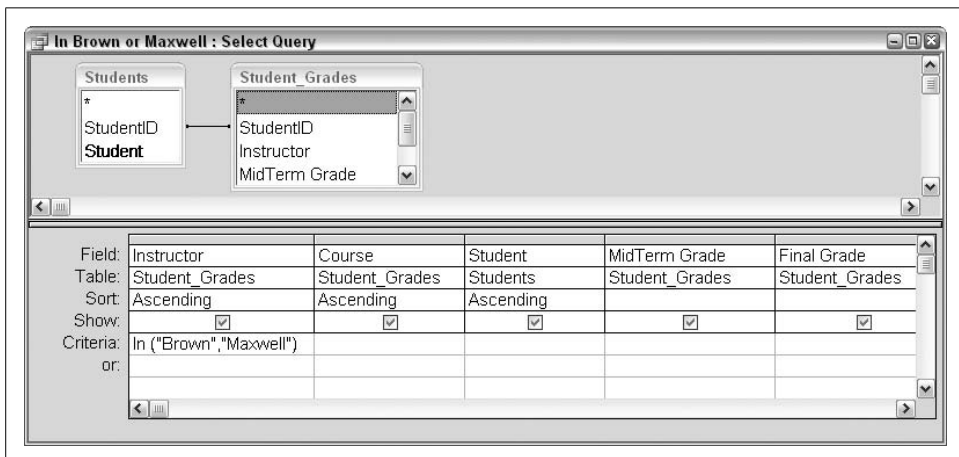 In Brown or Maxwell : Select Query
Students
*
StudentID
Student
Student_Grades
*
StudentID
Instructor
MidTerm Grade
Field: Instructor Course Student MidTerm Grade Final Grade
Table: Student_Grades Student_Grades Students Student_Grades Student_Grades
Sort: Ascending Ascending Ascending
Show:
Criteria: In ("Brown","Maxwell")
or: